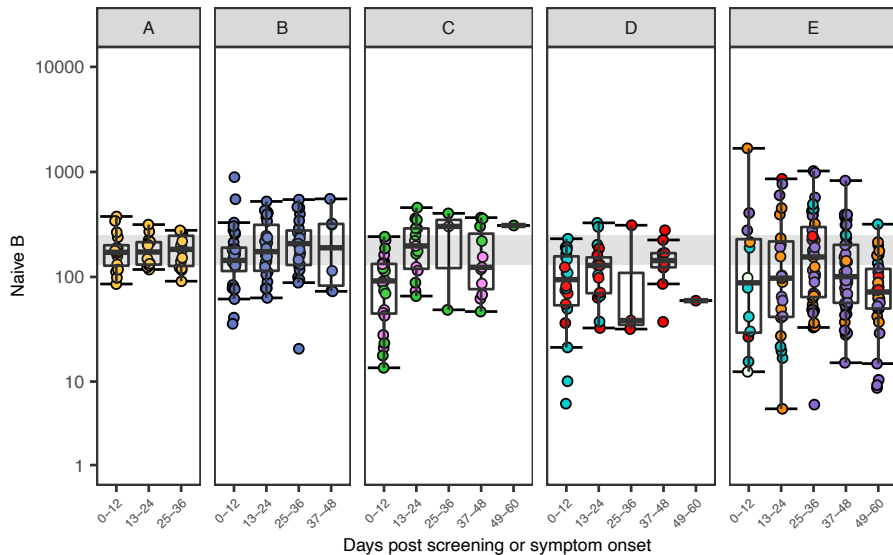 A B C D E
10000
1000
100
10
1
Naive B
0−12 13−24 25−36 0−12 13−24 25−36 37−48 0−12 13−24 25−36 37−48 49−60 0−12 13−24 25−36 37−48 49−60 0−12 13−24 25−36 37−48 49−60
Days post screening or symptom onset